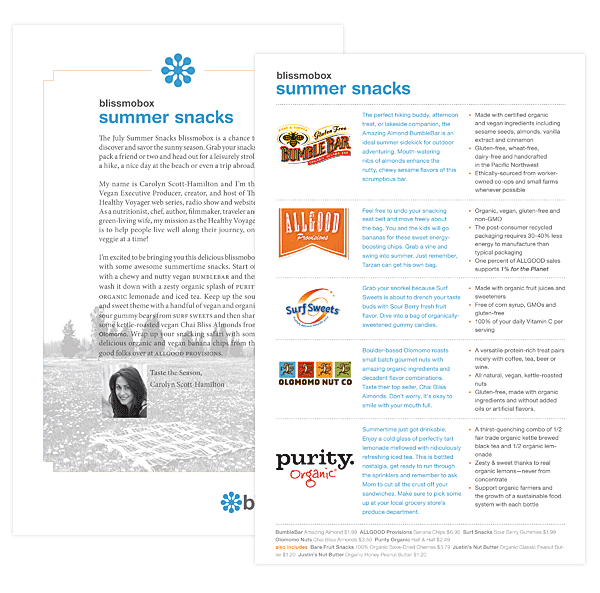 blissmobox
summer snacks
The July Summer Snacks blissmobox is a chance
discover and savor the sunny season. Grab your snacks
pack a friend or two and head out for a leisurely
a hike, a nice day at the beach or even a trip abroad
My name is Carolyn Scott-Hamilton and I'm
Vegan Executive Producer, creator, and host of
Healthy Voyager web series, radio show and
As a nutritionist, chef, author, filmmaker, traveler
green-living wife, my mission as the Healthy
is to help people live well along their journey,
veggie at a time!
I'm excited to be bringing you this delicious
with some awesome summertime snacks. Start
with a chewy and nutty vegan BUMBLEBAR and
wash it down with a zesty organic splash of
ORGANIC lemonade and iced tea. Keep up the
and sweet theme with a handful of vegan and
sour gummy bears from SURF SWEETS and then
some kettle-roasted vegan Chai Bliss Almonds from
Olomomo. Wrap up your snacking safari with some
delicious organic and vegan banana chips from
good folks over at ALLGOOD PROVISIONS.
Taste the Season,
Carolyn Scott-Hamilton
b
blissmobox
summer snacks
Gluten Free
BUMBLE BAR
The perfect hiking buddy, afternoon
treat, or lakeside companion, the
Amazing Almond BumbleBar is an
ideal summer sidekick for outdoor
adventuring. Mouth-watering
nibs of almonds enhance the
nutty, chewy sesame flavors of this
scrumptious bar.
• Made with certified organic
and vegan ingredients including
sesame seeds, almonds, vanilla
extract and cinnamon
• Gluten-free, wheat-free,
dairy-free and handcrafted
in the Pacific Northwest
• Ethically-sourced from worker-
owned co-ops and small farms
whenever possible
ALLGOOD
Provisions
Feel free to undo your snacking
seat belt and move freely about
the bag. You and the kids will go
bananas for these sweet energy-
boosting chips. Grab a vine and
swing into summer. Just remember,
Tarzan can get his own bag.
• Organic, vegan, gluten-free and
non-GMO
• The post-consumer recycled
packaging requires 30-40% less
energy to manufacture than
typical packaging
• One percent of ALLGOOD sales
supports 1% for the Planet
Surf Sweets
Grab your snorkel because Surf
Sweets is about to drench your taste
buds with Sour Berry Fresh fruit
flavor. Dive into a bag of organically-
sweetened gummy candies.
• Made with organic fruit juices and
sweeteners
• Free of corn syrup, GMOs and
gluten-free
• 100% of your daily Vitamin C per
serving
OLOMOMO NUT CO
Boulder-based Olomomo roasts
small batch gourmet nuts with
amazing organic ingredients and
decadent flavor combinations.
Taste their top seller, Chai Bliss
Almonds. Don't worry, it's okay to
smile with your mouth full.
• A versatile protein-rich treat pairs
nicely with coffee, tea, beer or
wine.
• All natural, vegan, kettle-roasted
nuts
• Gluten-free, made with organic
ingredients and without added
oils or artificial flavors.
purity.
Organic
Summertime just got drinkable.
Enjoy a cold glass of perfectly tart
lemonade mellowed with ridiculously
refreshing iced tea. This is bottled
nostalgia, get ready to run through
the sprinklers and remember to ask
Mom to cut all the crust off your
sandwiches. Make sure to pick some
up at your local grocery store's
produce department.
• A thirst-quenching combo of 1/2
fair trade organic kettle brewed
black tea and 1/2 organic lem-
onade
• Zesty & sweet thanks to real
organic lemons—never from
concentrate
• Support organic farmers and
the growth of a sustainable food
system with each bottle
BumbleBar Amazing Almond $1.99 ALLGOOD Provisions Banana Chips $6.95 Surf Snacks Sour Berry Gummies $1.99
Olomomo Nuts Chai Bliss Almonds $3.50 Purity Organic Half & Half $2.49
also includes Bare Fruit Snacks 100% Organic Bake-Dried Cherries $3.79 Justin's Nut Butter Organic Classic Peanut But-
ter $1.20 Justin's Nut Butter Organic Honey Peanut Butter $1.20